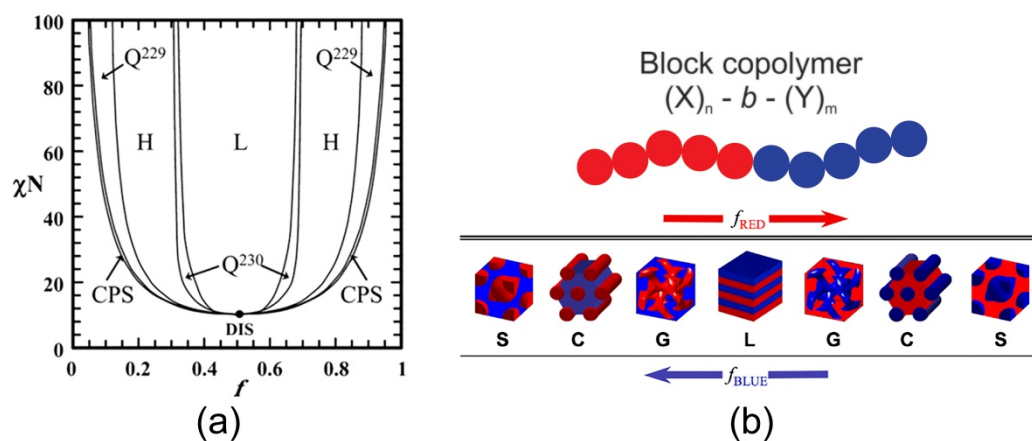 100
80
60
40
20
0
χN
Q²²⁹
Q²²⁹
H
L
H
Q²³⁰
CPS
CPS
DIS
0 0.2 0.4 0.6 0.8 1
f
(a)
Block copolymer
(X)ₙ - b - (Y)ₘ
fRED
S C G L G C S
fBLUE
(b)